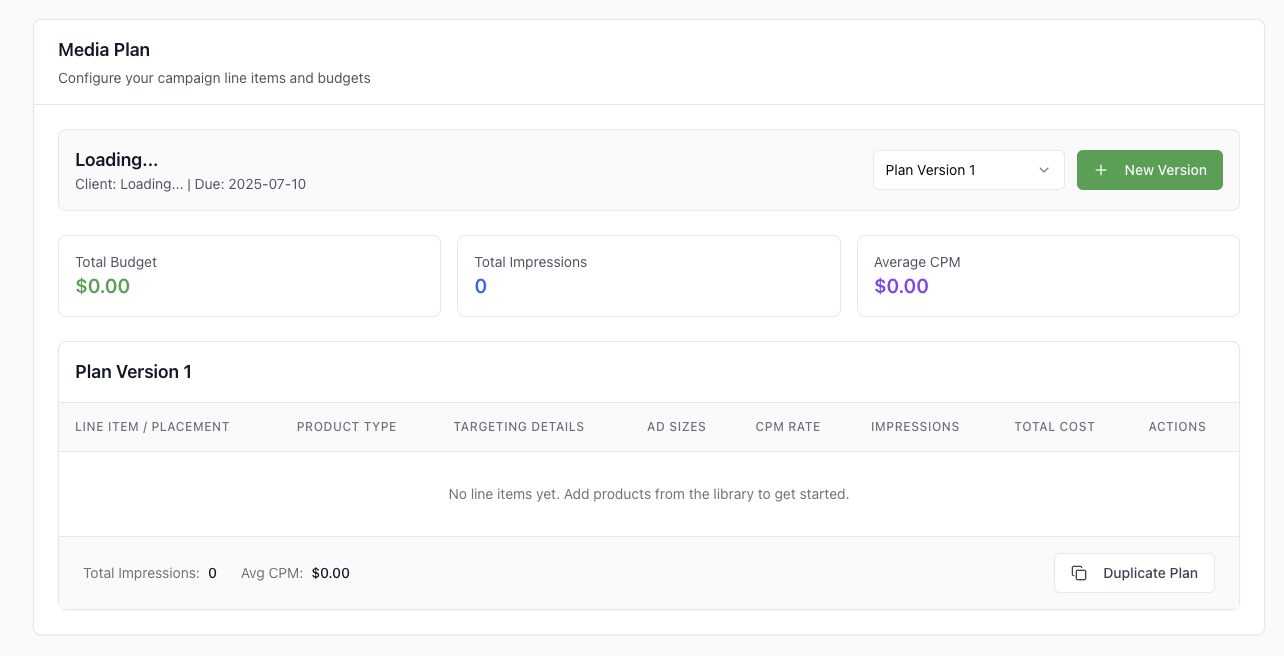 Media Plan
Configure your campaign line items and budgets
Loading...
Client: Loading... | Due: 2025-07-10
Plan Version 1
New Version
Total Budget
$0.00
Total Impressions
0
Average CPM
$0.00
Plan Version 1
LINE ITEM / PLACEMENT PRODUCT TYPE TARGETING DETAILS AD SIZES CPM RATE IMPRESSIONS TOTAL COST ACTIONS
No line items yet. Add products from the library to get started.
Total Impressions: 0 Avg CPM: $0.00 Duplicate Plan